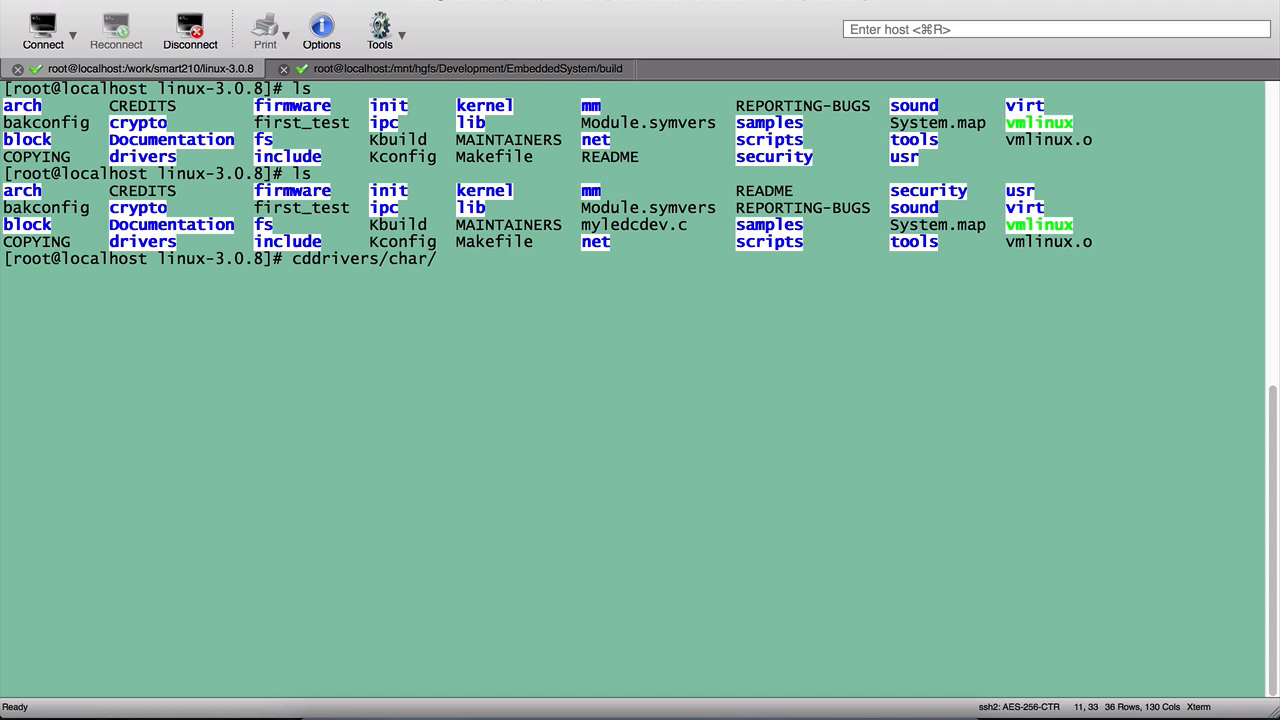 Connect
Reconnect
Disconnect
Print
Options
Tools
Enter host <⌘R>
root@localhost:/work/smart210/linux-3.0.8
root@localhost:/mnt/hgfs/Development/EmbeddedSystem/build
[root@localhost linux-3.0.8]# ls
arch CREDITS firmware init kernel mm REPORTING-BUGS sound virt
bakconfig crypto first_test ipc lib Module.symvers samples System.map vmlinux
block Documentation fs Kbuild MAINTAINERS net scripts tools vmlinux.o
COPYING drivers include Kconfig Makefile README security usr
[root@localhost linux-3.0.8]# ls
arch CREDITS firmware init kernel mm README security usr
bakconfig crypto first_test ipc lib Module.symvers REPORTING-BUGS sound virt
block Documentation fs Kbuild MAINTAINERS myledcdev.c samples System.map vmlinux
COPYING drivers include Kconfig Makefile net scripts tools vmlinux.o
[root@localhost linux-3.0.8]# cddrivers/char/
Ready
ssh2: AES-256-CTR 11, 33 36 Rows, 130 Cols Xterm